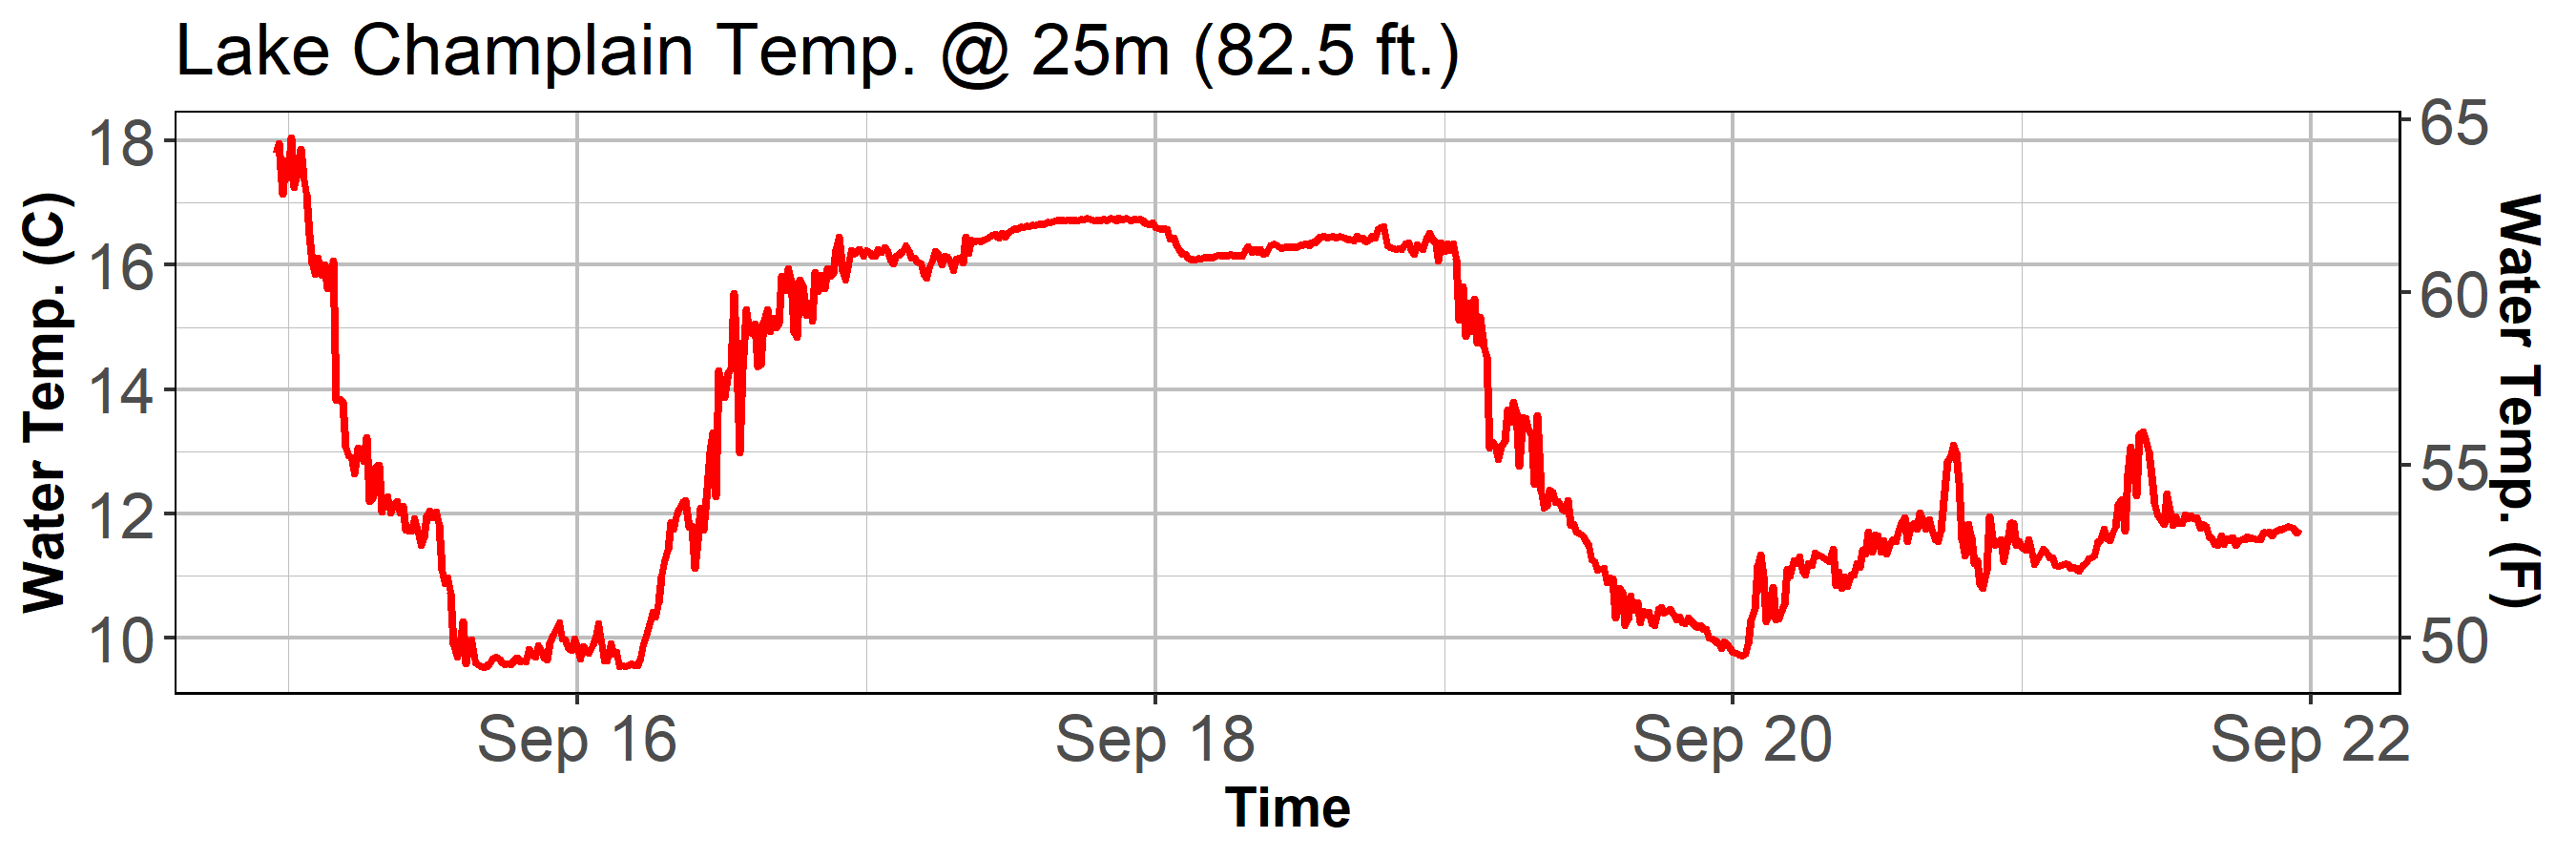 Lake Champlain Temp. @ 25m (82.5 ft.)
Water Temp. (C)
18
16
14
12
10
65
60
55
50
Water Temp. (F)
Sep 16 Sep 18 Sep 20 Sep 22
Time